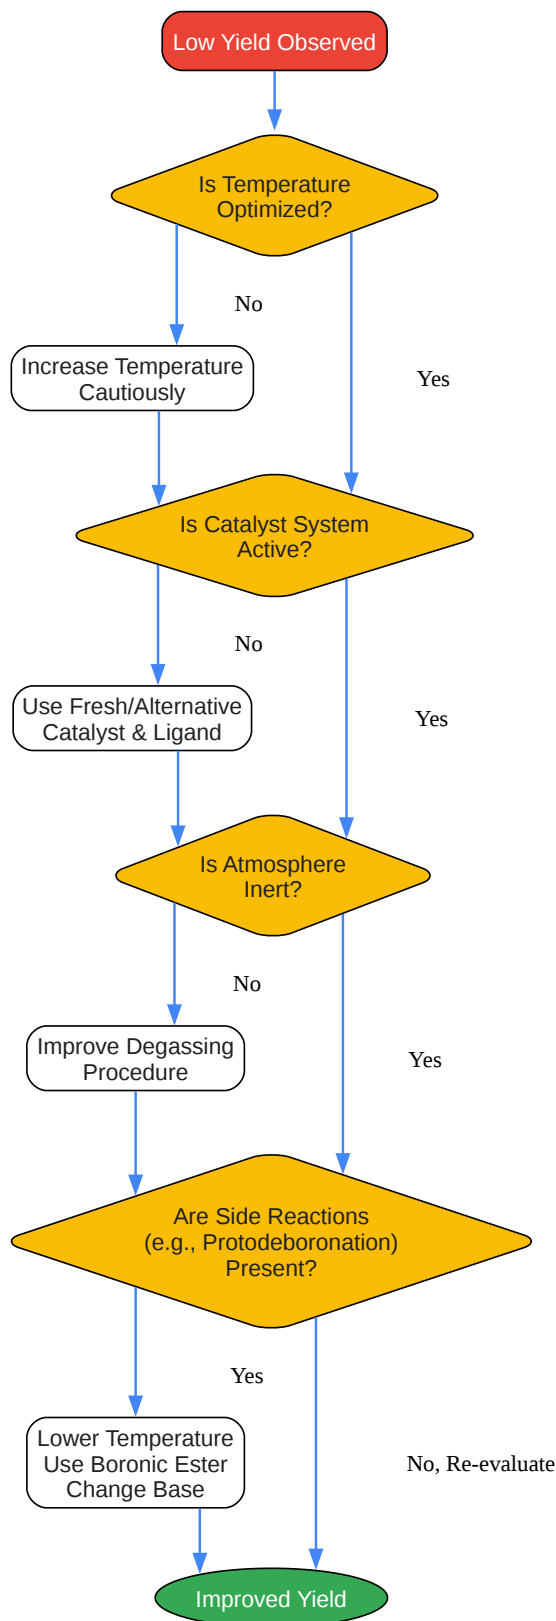 Low Yield Observed
Is Temperature
Optimized?
No
Increase Temperature
Cautiously
Yes
Is Catalyst System
Active?
No
Use Fresh/Alternative
Catalyst & Ligand
Yes
Is Atmosphere
Inert?
No
Improve Degassing
Procedure
Yes
Are Side Reactions
(e.g., Protodeboronation)
Present?
Yes
Lower Temperature
Use Boronic Ester
Change Base
No, Re-evaluate
Improved Yield